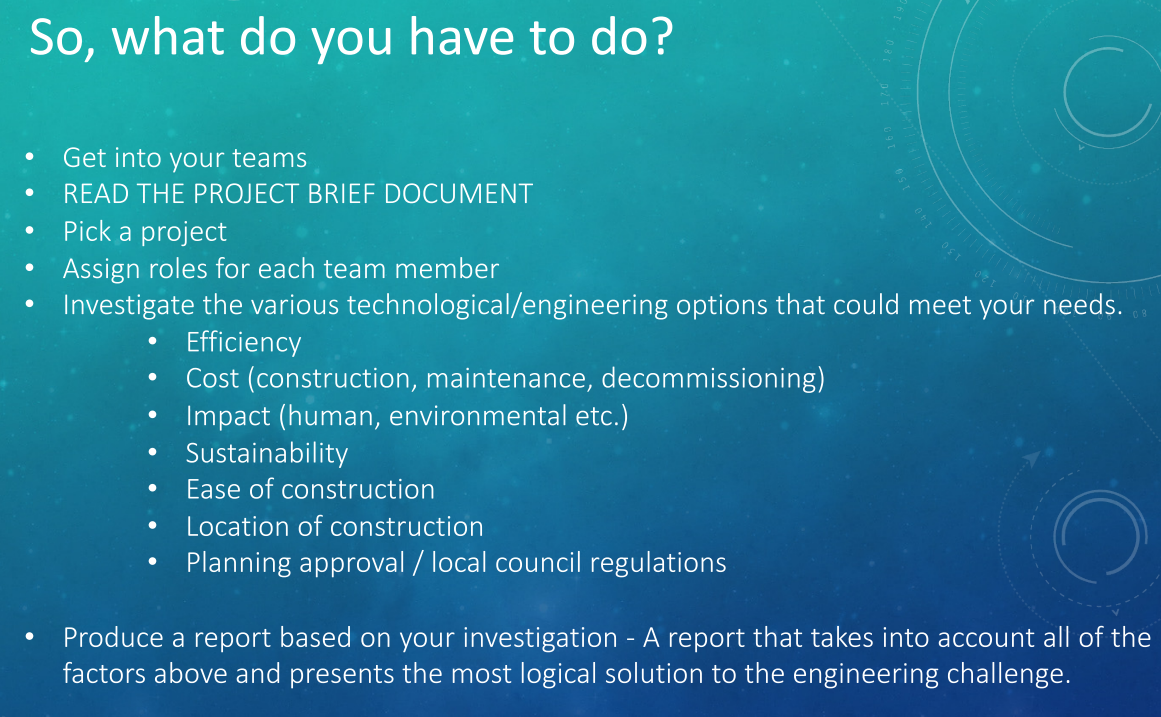 So, what do you have to do?
• Get into your teams
• READ THE PROJECT BRIEF DOCUMENT
• Pick a project
• Assign roles for each team member
• Investigate the various technological/engineering options that could meet your needs.
• Efficiency
• Cost (construction, maintenance, decommissioning)
• Impact (human, environmental etc.)
• Sustainability
• Ease of construction
• Location of construction
• Planning approval / local council regulations
• Produce a report based on your investigation - A report that takes into account all of the
factors above and presents the most logical solution to the engineering challenge.